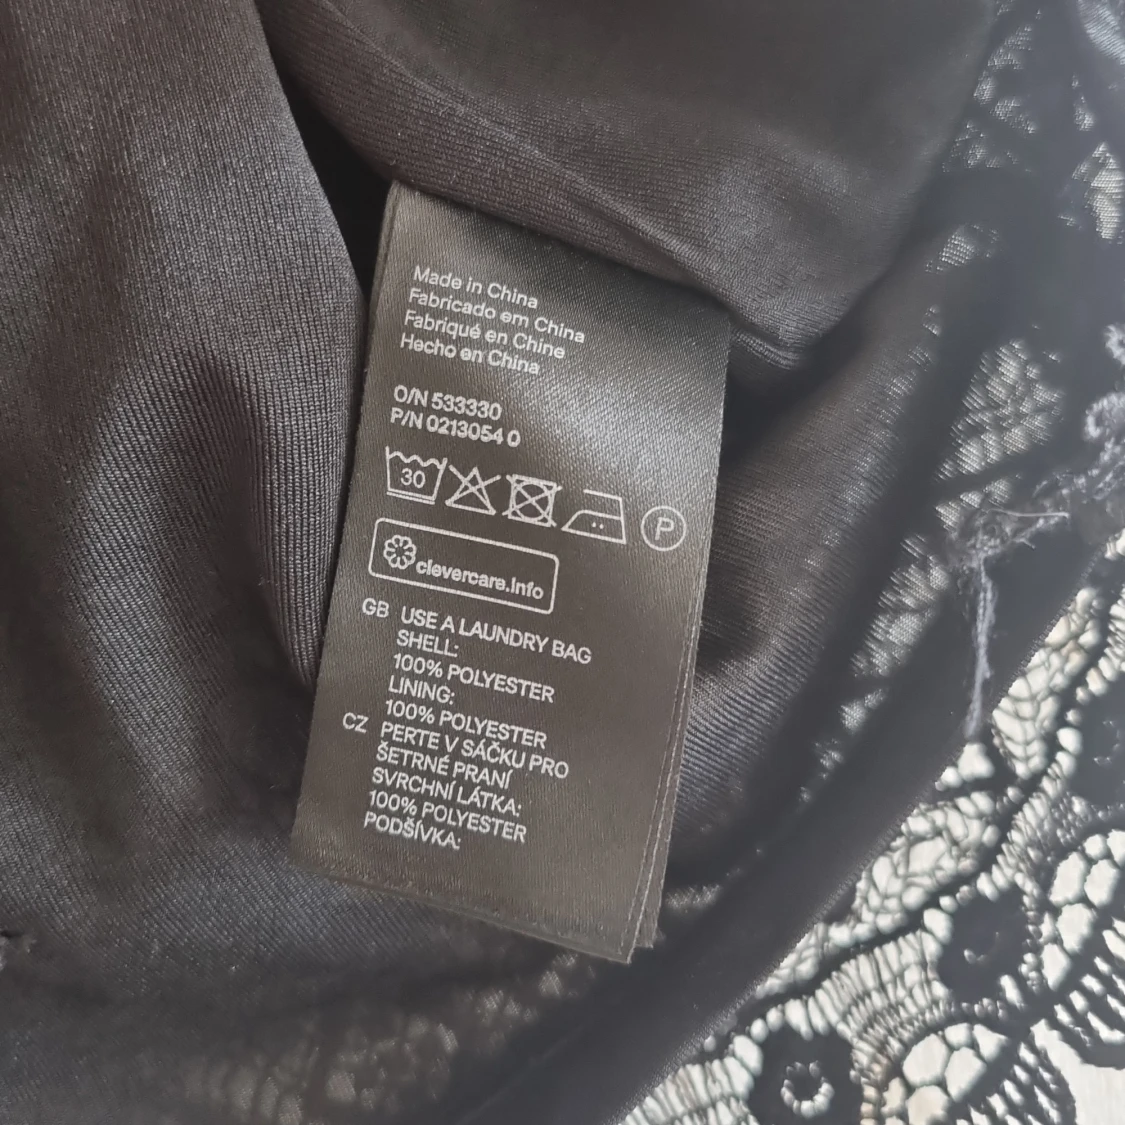 Made in China
Fabricado em China
Fabriqué en Chine
Hecho en China
O/N 533330
P/N 0213054 0
30
P
clevercare.info
GB USE A LAUNDRY BAG
SHELL:
100% POLYESTER
LINING:
100% POLYESTER
CZ PERTE V SÁČKU PRO
ŠETRNÉ PRANÍ
SVRCHNÍ LÁTKA:
100% POLYESTER
PODŠÍVKA: